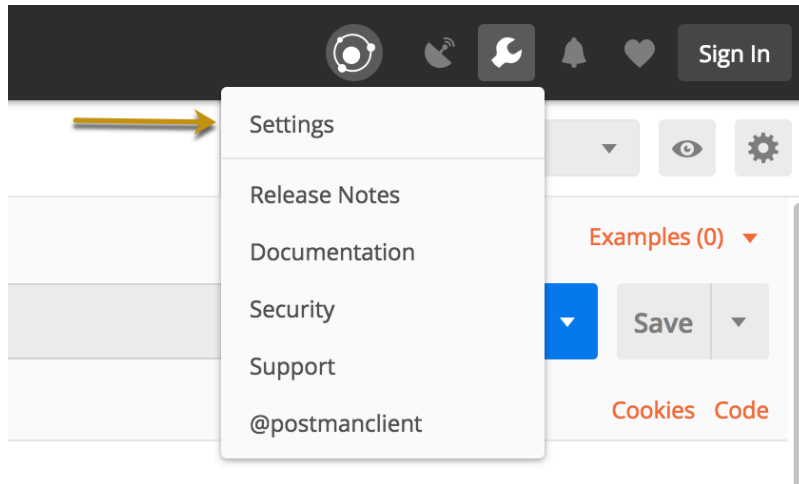 Sign In
Settings
Release Notes
Examples (0)
Documentation
Security
Save
Support
Cookies Code
@postmanclient